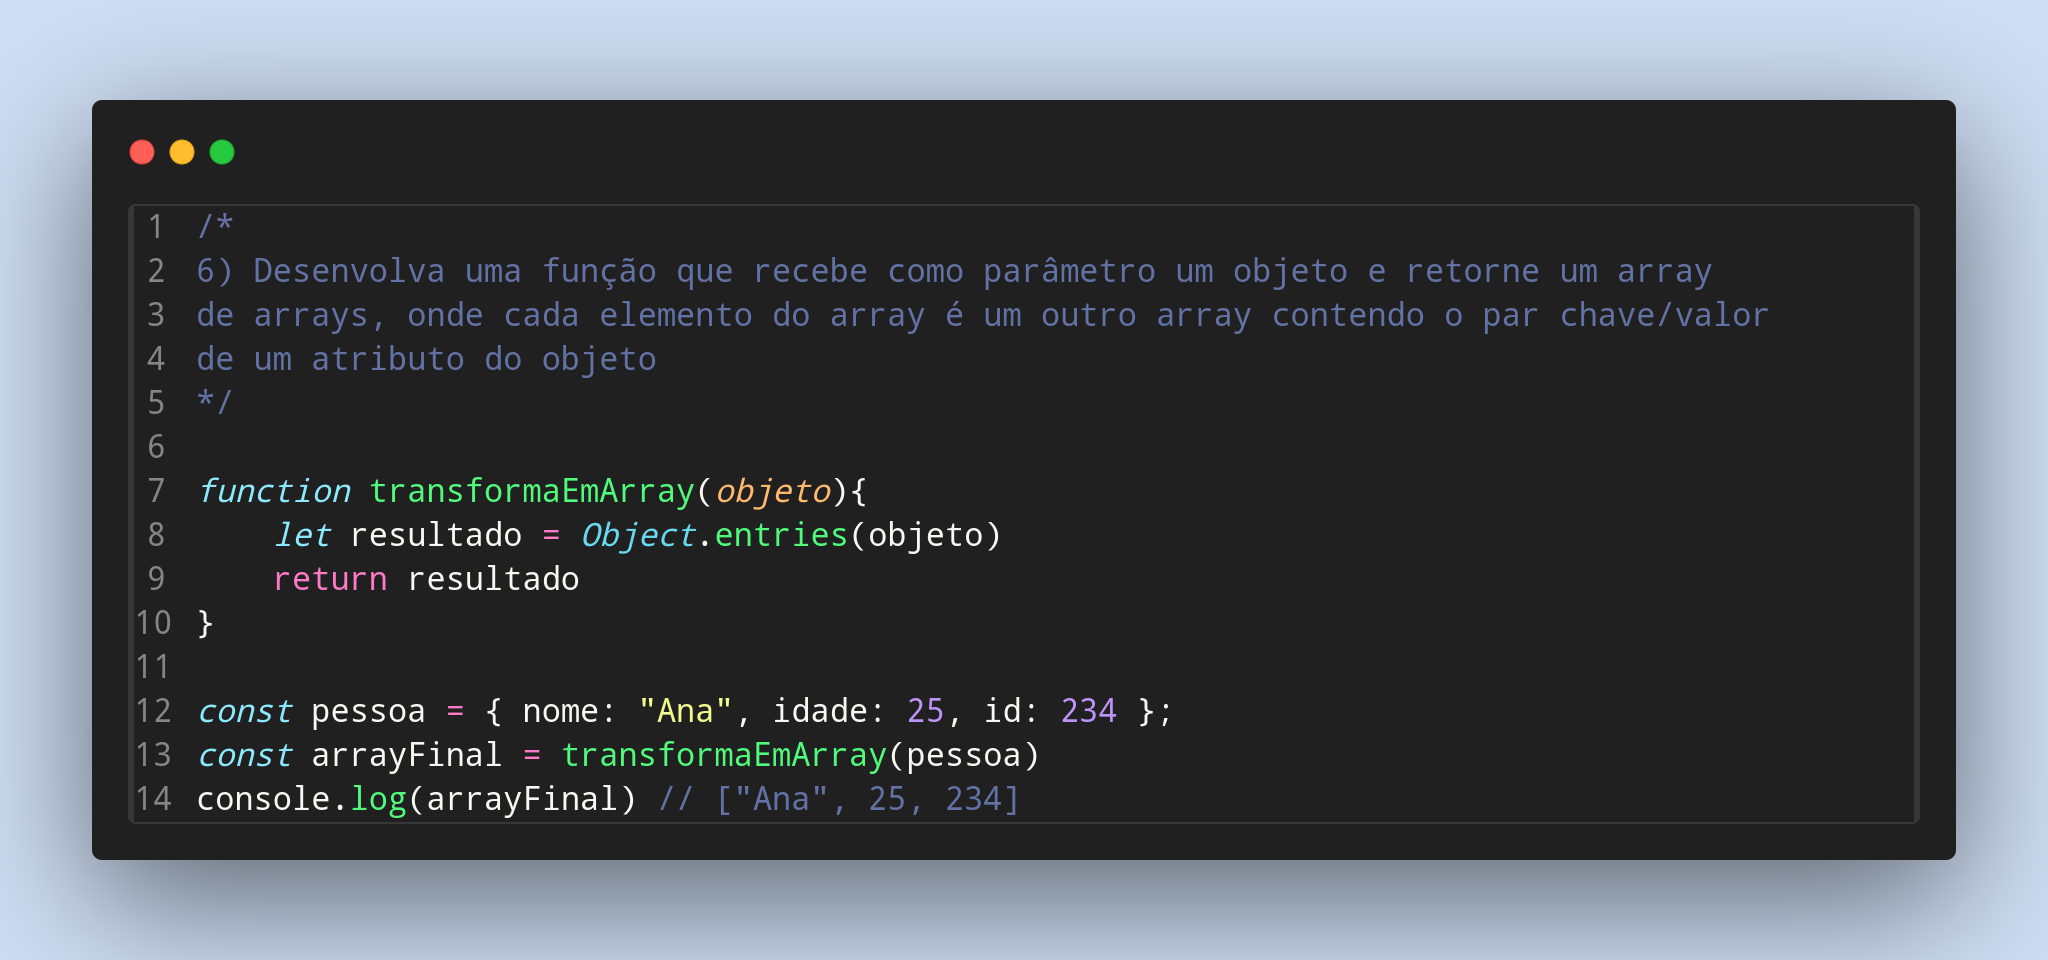 1 /*
2 6) Desenvolva uma função que recebe como parâmetro um objeto e retorne um array
3 de arrays, onde cada elemento do array é um outro array contendo o par chave/valor
4 de um atributo do objeto
5 */
6
7 function transformaEmArray(objeto){
8     let resultado = Object.entries(objeto)
9     return resultado
10 }
11
12 const pessoa = { nome: "Ana", idade: 25, id: 234 };
13 const arrayFinal = transformaEmArray(pessoa)
14 console.log(arrayFinal) // ["Ana", 25, 234]